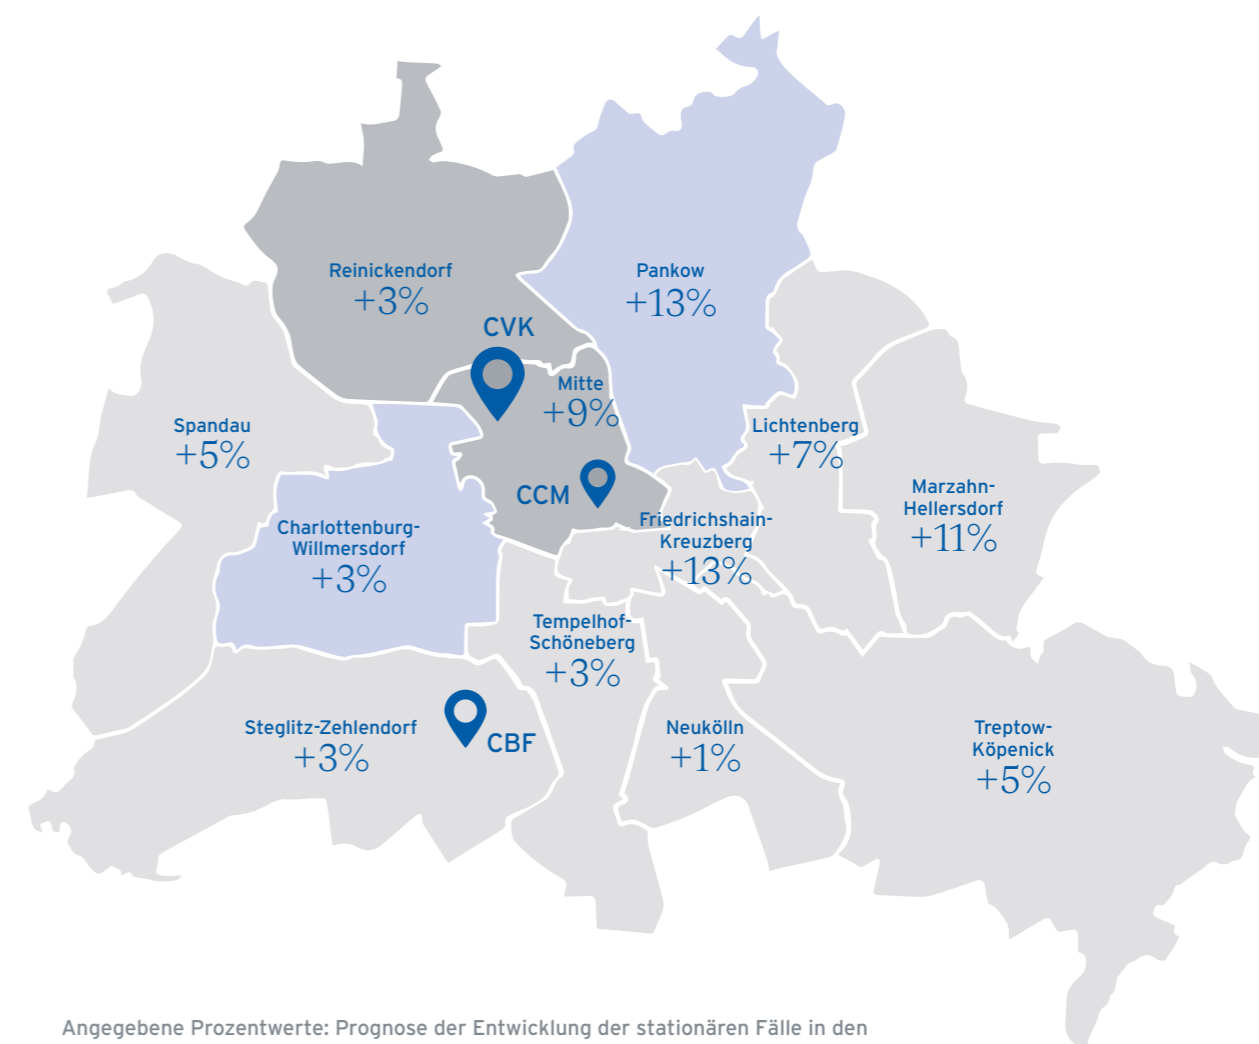 Reinickendorf
+3%
Pankow
+13%
CVK
Mitte
+9%
Spandau
+5%
Lichtenberg
+7%
CCM
Marzahn-
Hellersdorf
+11%
Charlottenburg-
Willmersdorf
+3%
Friedrichshain-
Kreuzberg
+13%
Tempelhof-
Schöneberg
+3%
Steglitz-Zehlendorf
+3%
CBF
Neukölln
+1%
Treptow-
Köpenick
+5%
Angegebene Prozentwerte: Prognose der Entwicklung der stationären Fälle in den